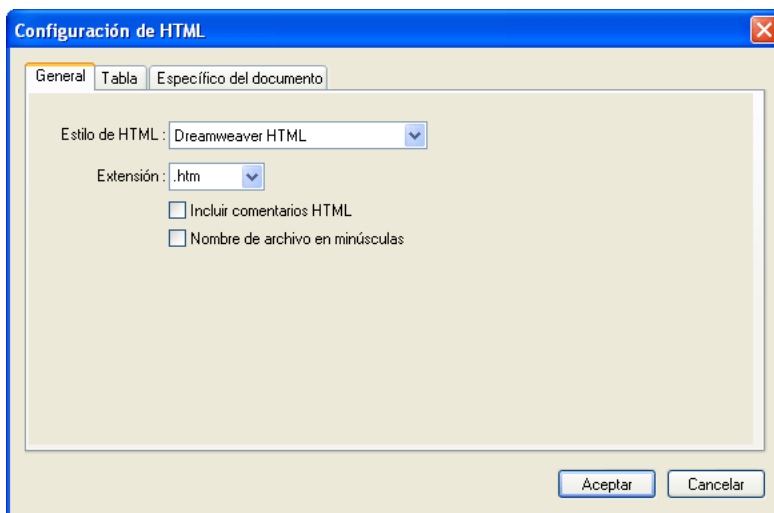 Configuración de HTML
General Tabla Específico del documento
Estilo de HTML : Dreamweaver HTML
Extensión : .htm
Incluir comentarios HTML
Nombre de archivo en minúsculas
Aceptar Cancelar